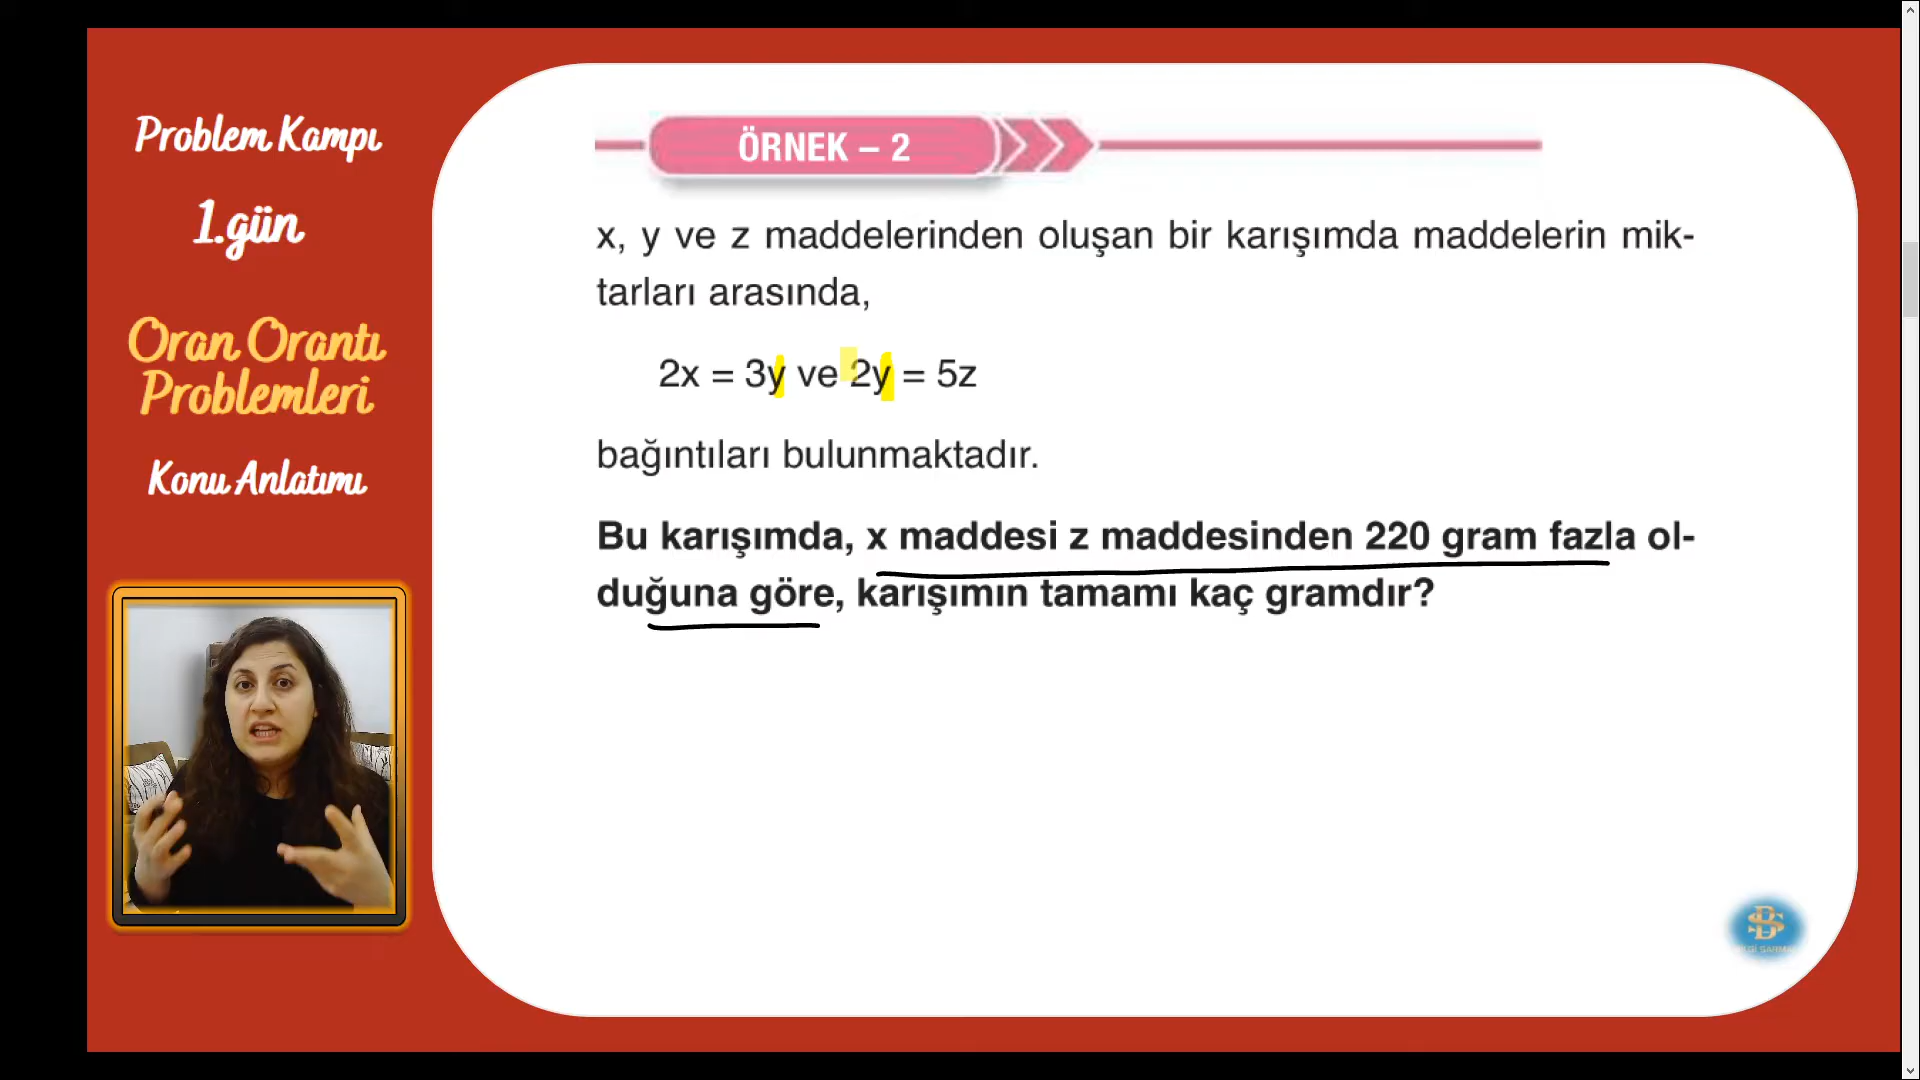 Problem Kampı
1.gün
Oran Orantı
Problemleri
Konu Anlatımı
ÖRNEK – 2
x, y ve z maddelerinden oluşan bir karışımda maddelerin mik-
tarları arasında,
2x = 3y ve 2y = 5z
bağıntıları bulunmaktadır.
Bu karışımda, x maddesi z maddesinden 220 gram fazla ol-
duğuna göre, karışımın tamamı kaç gramdır?